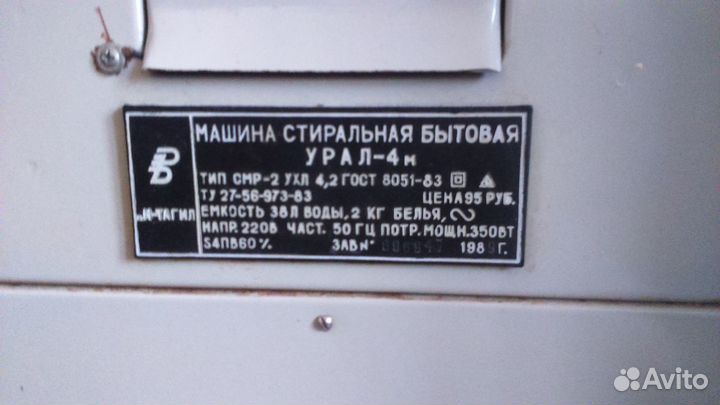 МАШИНА СТИРАЛЬНАЯ БЫТОВАЯ
УРАЛ-4м
ТИП СМР-2 УХЛ 4,2 ГОСТ 8051-83
ТУ 27-56-973-83 ЦЕНА 95 РУБ.
ЕМКОСТЬ 38Л ВОДЫ, 2 КГ БЕЛЬЯ,
НАПР. 220В ЧАСТ. 50 ГЦ ПОТР. МОЩН. 350ВТ
S4ПВ60% ЗАВ№ 1989Г.
Н-ТАГИЛ
Avito